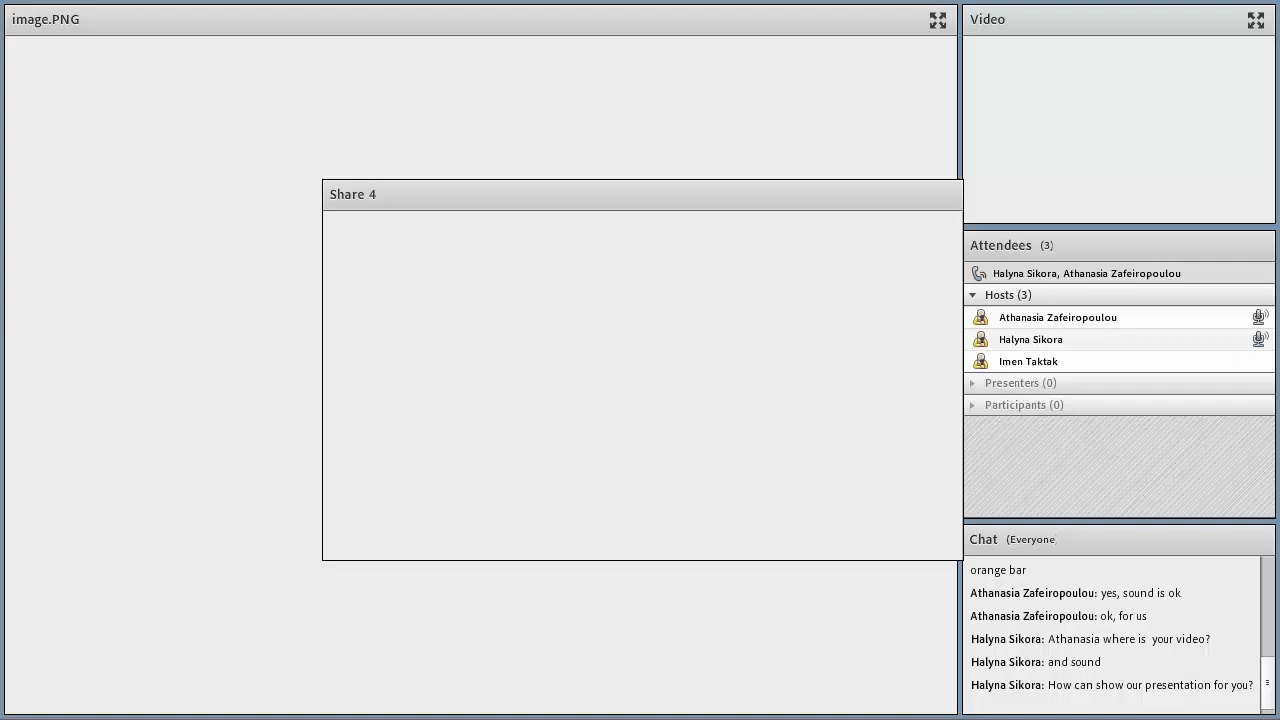 image.PNG
Share 4
Video
Attendees (3)
Halyna Sikora, Athanasia Zafeiropoulou
Hosts (3)
Athanasia Zafeiropoulou
Halyna Sikora
Imen Taktak
Presenters (0)
Participants (0)
Chat (Everyone
orange bar
Athanasia Zafeiropoulou: yes, sound is ok
Athanasia Zafeiropoulou: ok, for us
Halyna Sikora: Athanasia where is your video?
Halyna Sikora: and sound
Halyna Sikora: How can show our presentation for you?